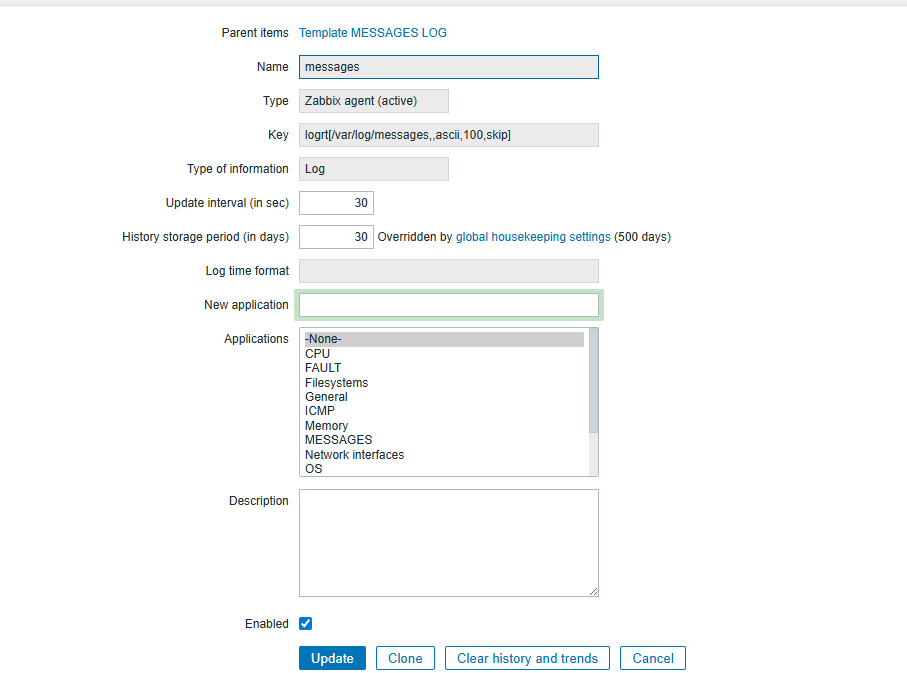 Parent items Template MESSAGES LOG
Name messages
Type Zabbix agent (active)
Key logrt[/var/log/messages,,ascii,100,skip]
Type of information Log
Update interval (in sec) 30
History storage period (in days) 30 Overridden by global housekeeping settings (500 days)
Log time format
New application
Applications -None-
CPU
FAULT
Filesystems
General
ICMP
Memory
MESSAGES
Network interfaces
OS
Description
Enabled
Update Clone Clear history and trends Cancel